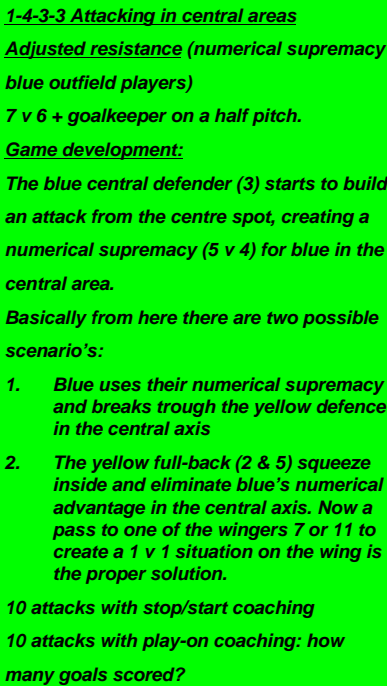 1-4-3-3 Attacking in central areas
Adjusted resistance (numerical supremacy
blue outfield players)
7 v 6 + goalkeeper on a half pitch.
Game development:
The blue central defender (3) starts to build
an attack from the centre spot, creating a
numerical supremacy (5 v 4) for blue in the
central area.
Basically from here there are two possible
scenario's:
1. Blue uses their numerical supremacy
and breaks trough the yellow defence
in the central axis
2. The yellow full-back (2 & 5) squeeze
inside and eliminate blue's numerical
advantage in the central axis. Now a
pass to one of the wingers 7 or 11 to
create a 1 v 1 situation on the wing is
the proper solution.
10 attacks with stop/start coaching
10 attacks with play-on coaching: how
many goals scored?